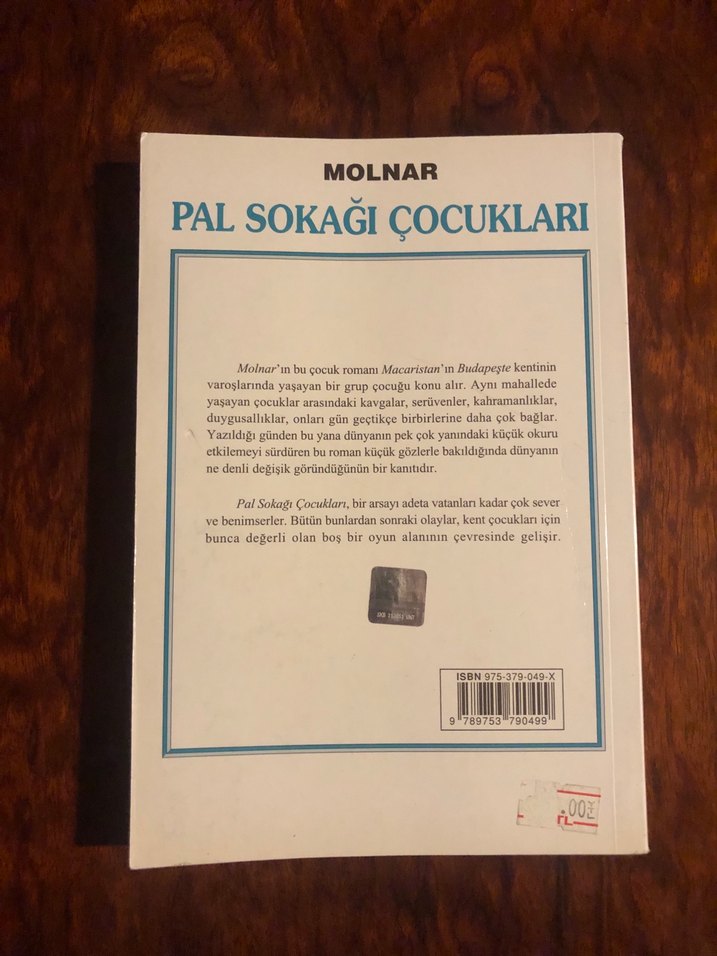 MOLNAR
PAL SOKAĞI ÇOCUKLARI
Molnar'ın bu çocuk romanı Macaristan'ın Budapeşte kentinin
varoşlarında yaşayan bir grup çocuğu konu alır. Aynı mahallede
yaşayan çocuklar arasındaki kavgalar, serüvenler, kahramanlıklar,
duygusallıklar, onları gün geçtikçe birbirlerine daha çok bağlar.
Yazıldığı günden bu yana dünyanın pek çok yanındaki küçük okuru
etkilemeyi sürdüren bu roman küçük gözlerle bakıldığında dünyanın
ne denli değişik göründüğünün bir kanıtıdır.
Pal Sokağı Çocukları, bir arsayı adeta vatanları kadar çok sever
ve benimserler. Bütün bunlardan sonraki olaylar, kent çocukları için
bunca değerli olan boş bir oyun alanının çevresinde gelişir.
ISBN 975-379-049-X
9 789753 790499
.00
TL